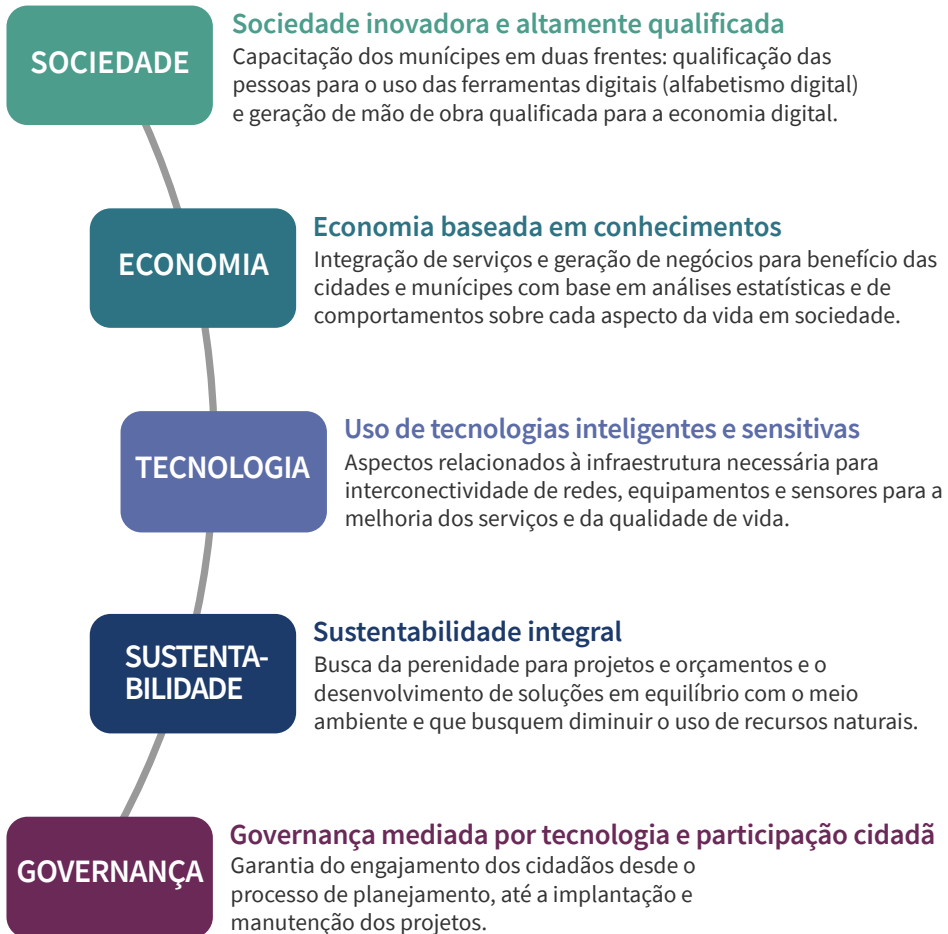 SOCIEDADE
Sociedade inovadora e altamente qualificada
Capacitação dos munícipes em duas frentes: qualificação das
pessoas para o uso das ferramentas digitais (alfabetismo digital)
e geração de mão de obra qualificada para a economia digital.
ECONOMIA
Economia baseada em conhecimentos
Integração de serviços e geração de negócios para benefício das
cidades e munícipes com base em análises estatísticas e de
comportamentos sobre cada aspecto da vida em sociedade.
TECNOLOGIA
Uso de tecnologias inteligentes e sensitivas
Aspectos relacionados à infraestrutura necessária para
interconectividade de redes, equipamentos e sensores para a
melhoria dos serviços e da qualidade de vida.
SUSTENTA-
BILIDADE
Sustentabilidade integral
Busca da perenidade para projetos e orçamentos e o
desenvolvimento de soluções em equilíbrio com o meio
ambiente e que busquem diminuir o uso de recursos naturais.
GOVERNANÇA
Governança mediada por tecnologia e participação cidadã
Garantia do engajamento dos cidadãos desde o
processo de planejamento, até a implantação e
manutenção dos projetos.